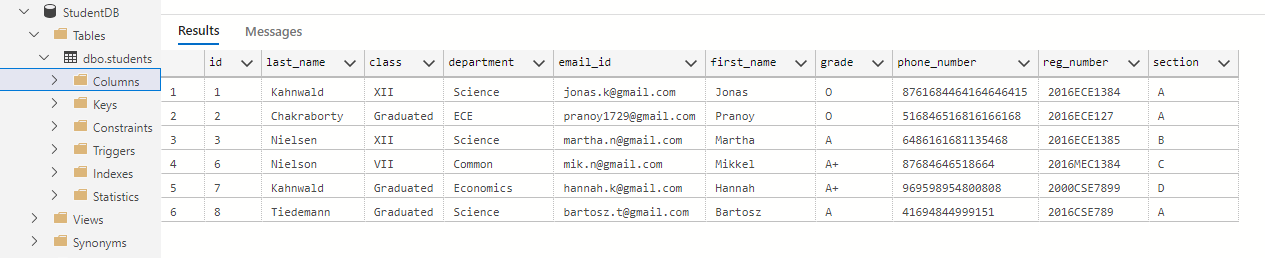 StudentDB
Tables
dbo.students
Columns
Keys
Constraints
Triggers
Indexes
Statistics
Views
Synonyms
Results Messages
id last_name class department email_id first_name grade phone_number reg_number section
1 1 Kahnwald XII Science jonas.k@gmail.com Jonas O 8761684464164646415 2016ECE1384 A
2 2 Chakraborty Graduated ECE pranoy1729@gmail.com Pranoy O 516846516816166168 2016ECE127 A
3 3 Nielsen XII Science martha.n@gmail.com Martha A 6486161681135468 2016ECE1385 B
4 6 Nielson VII Common mik.n@gmail.com Mikkel A+ 87684646518664 2016MEC1384 C
5 7 Kahnwald Graduated Economics hannah.k@gmail.com Hannah A+ 969598954800808 2000CSE7899 D
6 8 Tiedemann Graduated Science bartosz.t@gmail.com Bartosz A 41694844999151 2016CSE789 A